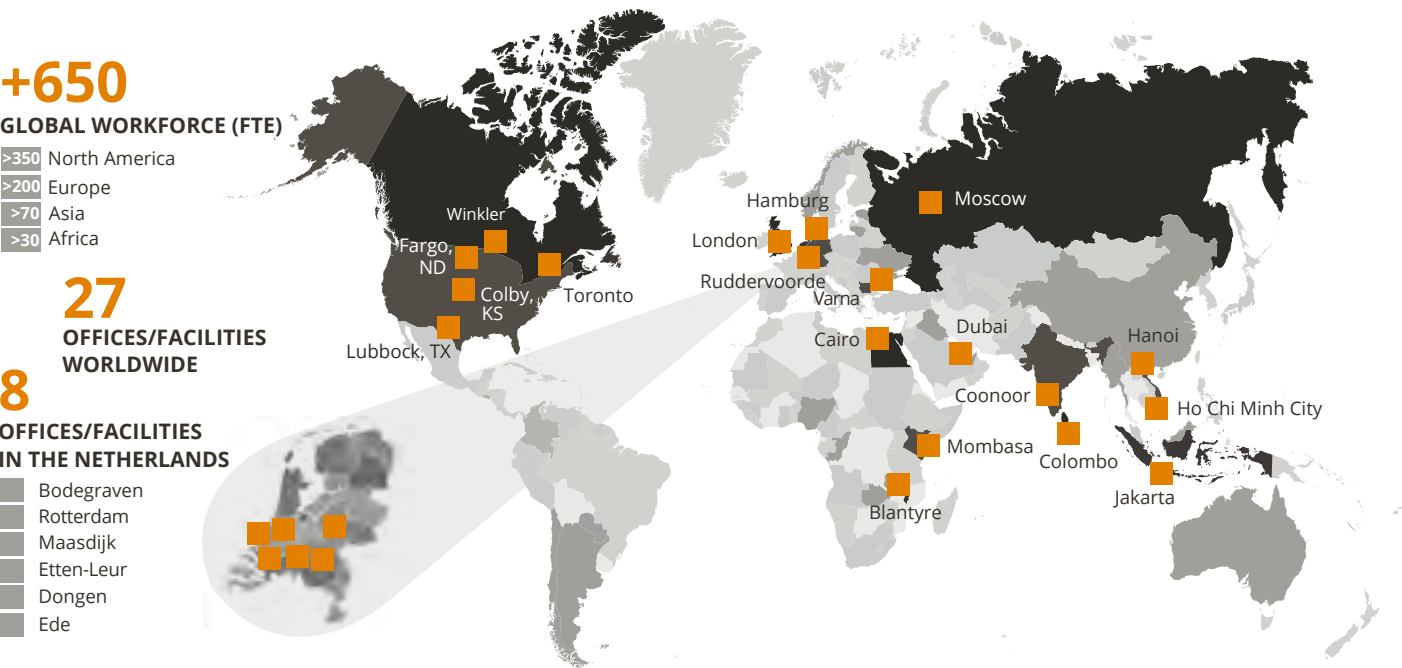 +650
GLOBAL WORKFORCE (FTE)
>350 North America
>200 Europe
>70 Asia
>30 Africa
27
OFFICES/FACILITIES
WORLDWIDE
8
OFFICES/FACILITIES
IN THE NETHERLANDS
Bodegraven
Rotterdam
Maasdijk
Etten-Leur
Dongen
Ede
Winkler
Fargo,
ND
Colby,
KS
Toronto
Lubbock, TX
Hamburg
London
Ruddervoorde
Varna
Moscow
Cairo
Dubai
Hanoi
Coonoor
Ho Chi Minh City
Mombasa
Colombo
Jakarta
Blantyre